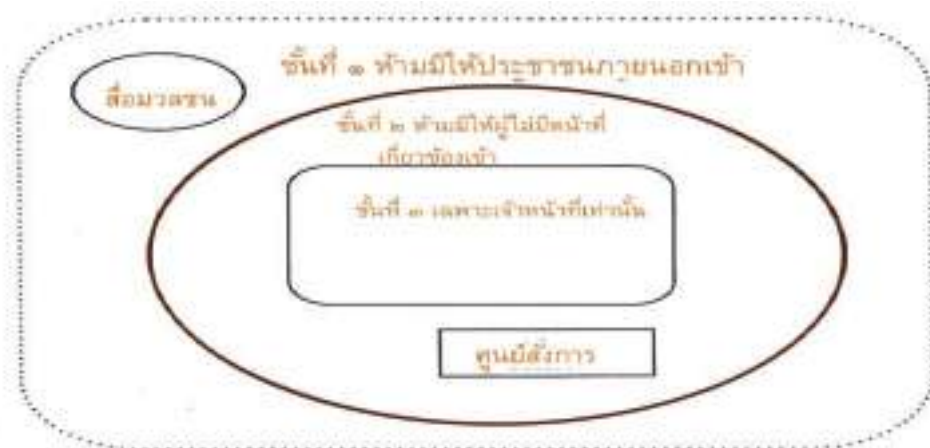 ชั้นที่ ๑ ห้ามมิให้ประชาชนภายนอกเข้า
สื่อมวลชน
ชั้นที่ ๒ ห้ามมิให้ผู้ไม่มีหน้าที่
เกี่ยวข้องเข้า
ชั้นที่ ๓ เฉพาะเจ้าหน้าที่เท่านั้น
ศูนย์สั่งการ